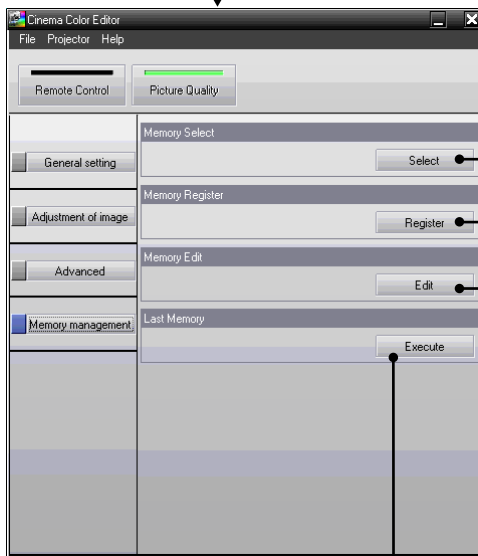 Cinema Color Editor
File Projector Help
Remote Control Picture Quality
Memory Select
General setting Select
Memory Register
Adjustment of image Register
Memory Edit
Advanced Edit
Last Memory
Memory management
Execute